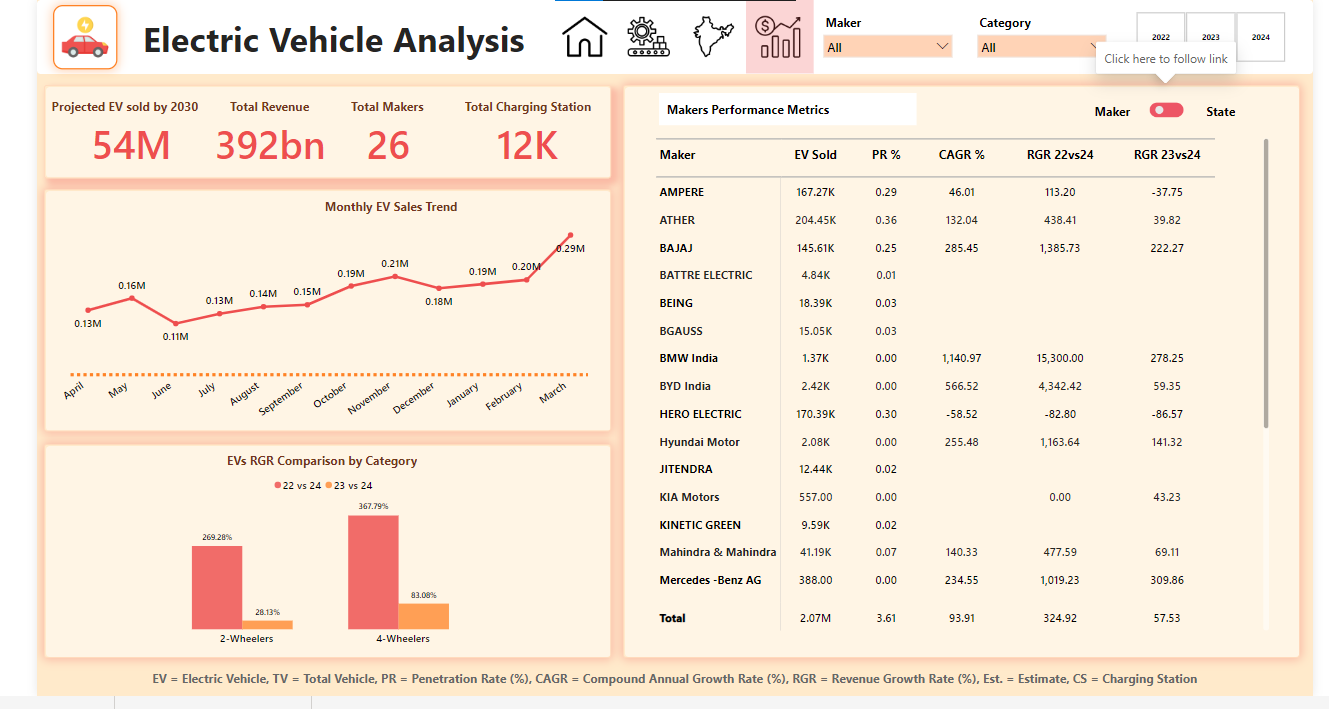 Electric Vehicle Analysis
Maker
All
Category
All
2022 2023 2024
Click here to follow link
Projected EV sold by 2030
54M
Total Revenue
392bn
Total Makers
26
Total Charging Station
12K
Monthly EV Sales Trend
0.13M 0.16M 0.11M 0.13M 0.14M 0.15M 0.19M 0.21M 0.18M 0.19M 0.20M 0.29M
April May June July August September October November December January February March
EVs RGR Comparison by Category
22 vs 24 23 vs 24
269.28% 28.13% 367.79% 83.08%
2-Wheelers 4-Wheelers
Makers Performance Metrics
Maker State
Maker EV Sold PR % CAGR % RGR 22vs24 RGR 23vs24
AMPERE 167.27K 0.29 46.01 113.20 -37.75
ATHER 204.45K 0.36 132.04 438.41 39.82
BAJAJ 145.61K 0.25 285.45 1,385.73 222.27
BATTRE ELECTRIC 4.84K 0.01
BEING 18.39K 0.03
BGAUSS 15.05K 0.03
BMW India 1.37K 0.00 1,140.97 15,300.00 278.25
BYD India 2.42K 0.00 566.52 4,342.42 59.35
HERO ELECTRIC 170.39K 0.30 -58.52 -82.80 -86.57
Hyundai Motor 2.08K 0.00 255.48 1,163.64 141.32
JITENDRA 12.44K 0.02
KIA Motors 557.00 0.00 0.00 43.23
KINETIC GREEN 9.59K 0.02
Mahindra & Mahindra 41.19K 0.07 140.33 477.59 69.11
Mercedes -Benz AG 388.00 0.00 234.55 1,019.23 309.86
Total 2.07M 3.61 93.91 324.92 57.53
EV = Electric Vehicle, TV = Total Vehicle, PR = Penetration Rate (%), CAGR = Compound Annual Growth Rate (%), RGR = Revenue Growth Rate (%), Est. = Estimate, CS = Charging Station